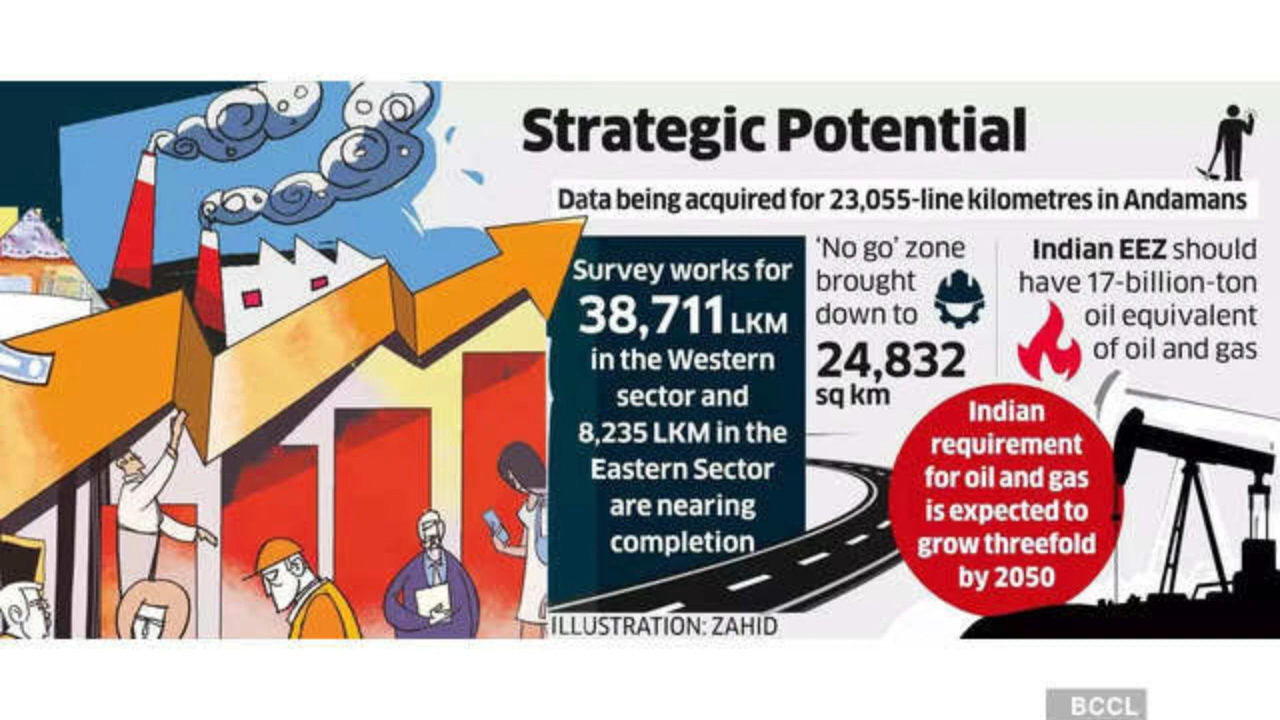 Strategic Potential
Data being acquired for 23,055-line kilometres in Andamans
Survey works for
38,711 LKM
in the Western
sector and
8,235 LKM in the
Eastern Sector
are nearing
completion
‘No go’ zone
brought
down to
24,832
sq km
Indian EEZ should
have 17-billion-ton
oil equivalent
of oil and gas
Indian
requirement
for oil and gas
is expected to
grow threefold
by 2050
ILLUSTRATION: ZAHID
BCCL